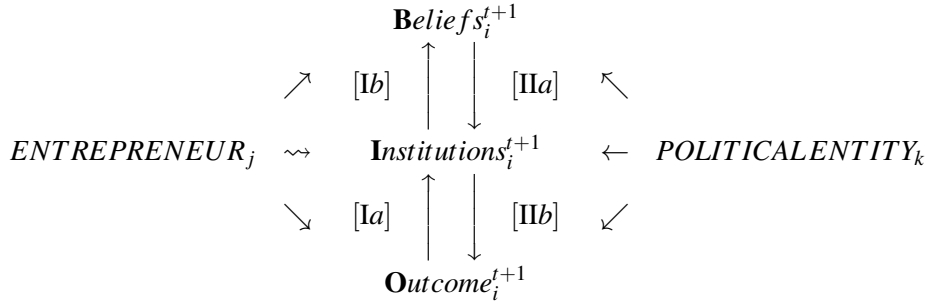 Beliefs_i^{t+1}
↗ [Ib] ↑ ↓ [IIa] ↖
ENTREPRENEUR_j ⇝ Institutions_i^{t+1} ← POLITICALENTITY_k
↘ [Ia] ↑ ↓ [IIb] ↙
Outcome_i^{t+1}